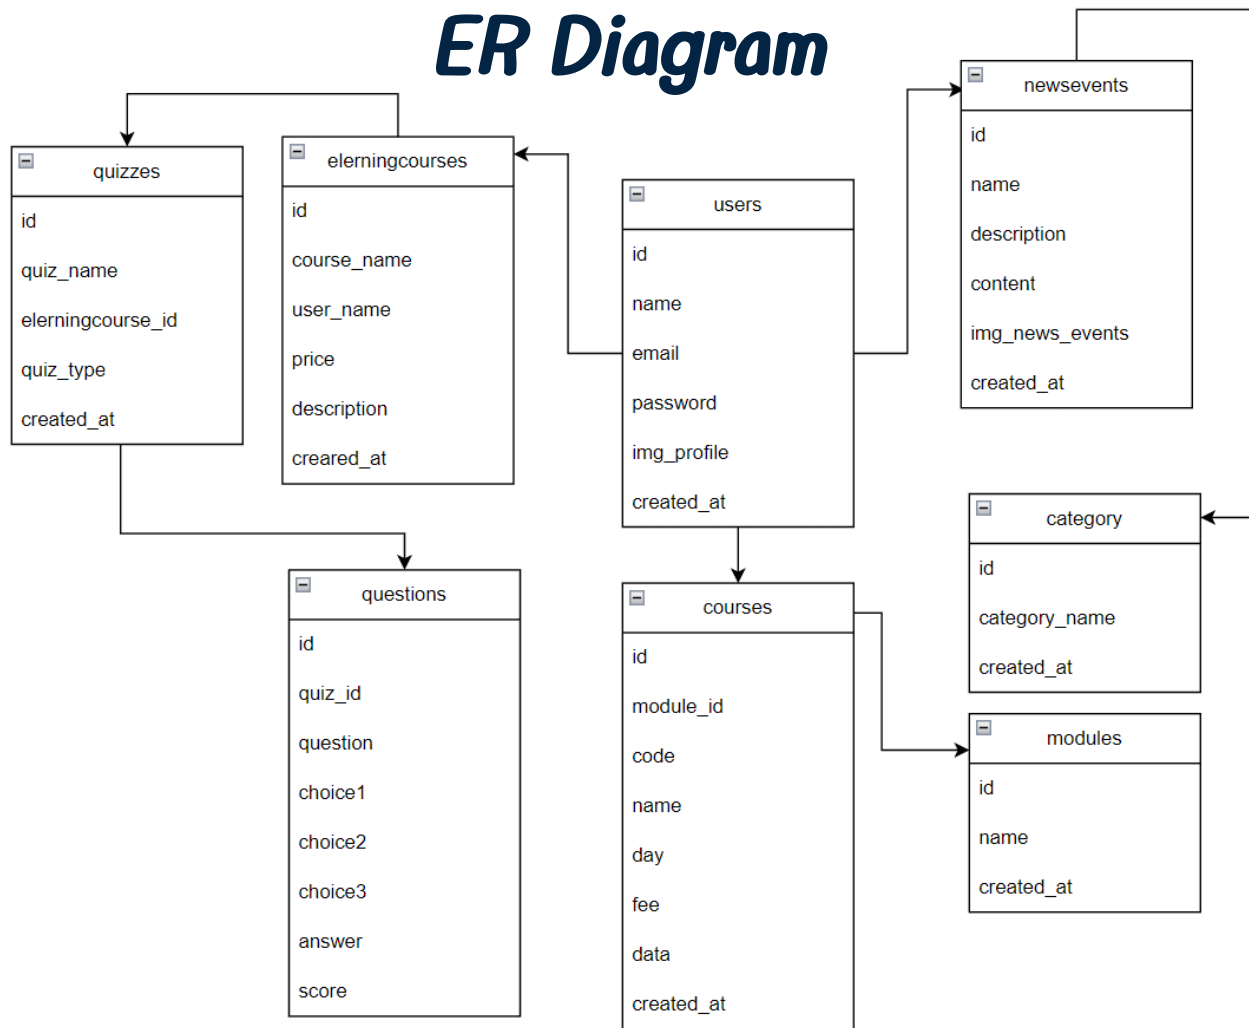 ER Diagram
quizzes
id
quiz_name
elerningcourse_id
quiz_type
created_at
elerningcourses
id
course_name
user_name
price
description
creared_at
users
id
name
email
password
img_profile
created_at
newsevents
id
name
description
content
img_news_events
created_at
questions
id
quiz_id
question
choice1
choice2
choice3
answer
score
courses
id
module_id
code
name
day
fee
data
created_at
category
id
category_name
created_at
modules
id
name
created_at